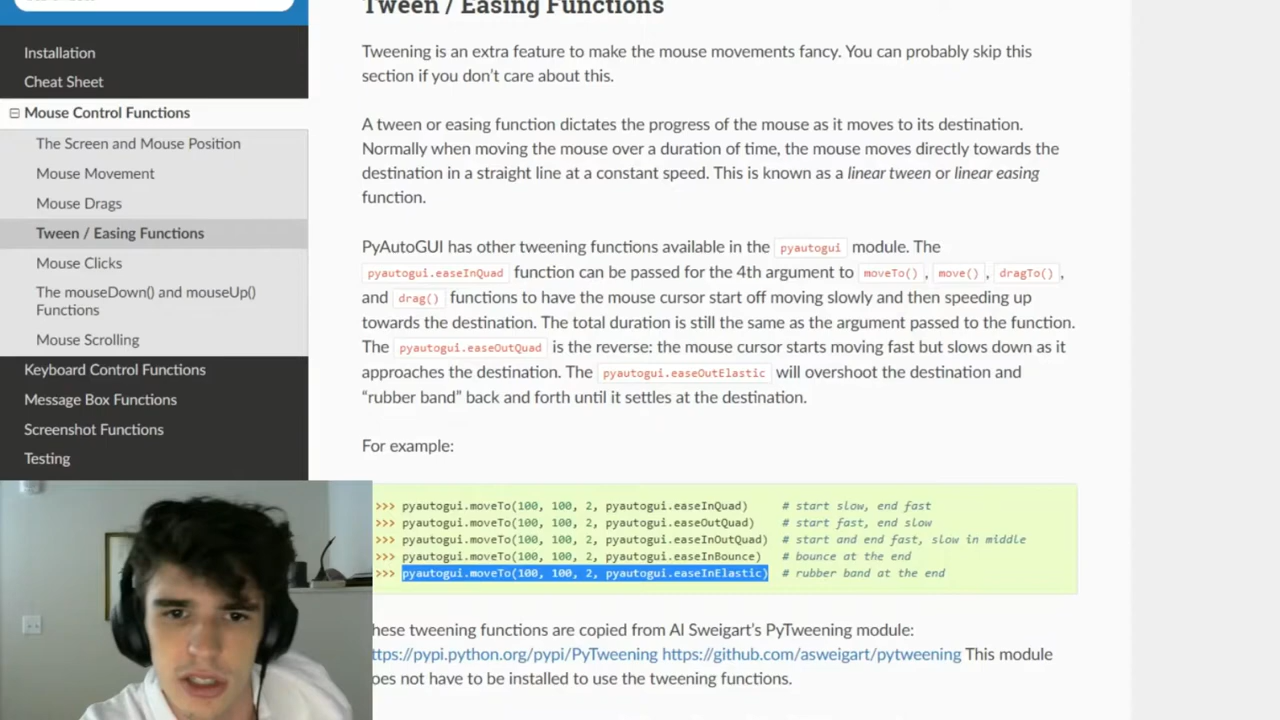 Tween / Easing Functions
Installation
Cheat Sheet
Mouse Control Functions
The Screen and Mouse Position
Mouse Movement
Mouse Drags
Tween / Easing Functions
Mouse Clicks
The mouseDown() and mouseUp()
Functions
Mouse Scrolling
Keyboard Control Functions
Message Box Functions
Screenshot Functions
Testing
Tweening is an extra feature to make the mouse movements fancy. You can probably skip this
section if you don’t care about this.
A tween or easing function dictates the progress of the mouse as it moves to its destination.
Normally when moving the mouse over a duration of time, the mouse moves directly towards the
destination in a straight line at a constant speed. This is known as a linear tween or linear easing
function.
PyAutoGUI has other tweening functions available in the pyautogui module. The
pyautogui.easeInQuad function can be passed for the 4th argument to moveTo() , move() , dragTo() ,
and drag() functions to have the mouse cursor start off moving slowly and then speeding up
towards the destination. The total duration is still the same as the argument passed to the function.
The pyautogui.easeOutQuad is the reverse: the mouse cursor starts moving fast but slows down as it
approaches the destination. The pyautogui.easeOutElastic will overshoot the destination and
“rubber band” back and forth until it settles at the destination.
For example:
>>> pyautogui.moveTo(100, 100, 2, pyautogui.easeInQuad) # start slow, end fast
>>> pyautogui.moveTo(100, 100, 2, pyautogui.easeOutQuad) # start fast, end slow
>>> pyautogui.moveTo(100, 100, 2, pyautogui.easeInOutQuad) # start and end fast, slow in middle
>>> pyautogui.moveTo(100, 100, 2, pyautogui.easeInBounce) # bounce at the end
>>> pyautogui.moveTo(100, 100, 2, pyautogui.easeInElastic) # rubber band at the end
hese tweening functions are copied from Al Sweigart’s PyTweening module:
ttps://pypi.python.org/pypi/PyTweening https://github.com/asweigart/pytweening This module
oes not have to be installed to use the tweening functions.